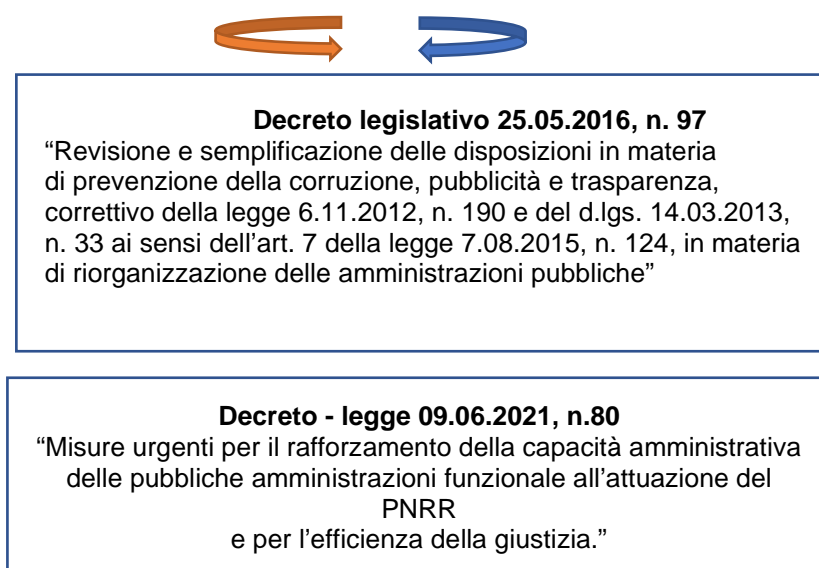 Decreto legislativo 25.05.2016, n. 97
“Revisione e semplificazione delle disposizioni in materia
di prevenzione della corruzione, pubblicità e trasparenza,
correttivo della legge 6.11.2012, n. 190 e del d.lgs. 14.03.2013,
n. 33 ai sensi dell’art. 7 della legge 7.08.2015, n. 124, in materia
di riorganizzazione delle amministrazioni pubbliche”
Decreto - legge 09.06.2021, n.80
“Misure urgenti per il rafforzamento della capacità amministrativa
delle pubbliche amministrazioni funzionale all’attuazione del
PNRR
e per l’efficienza della giustizia.”